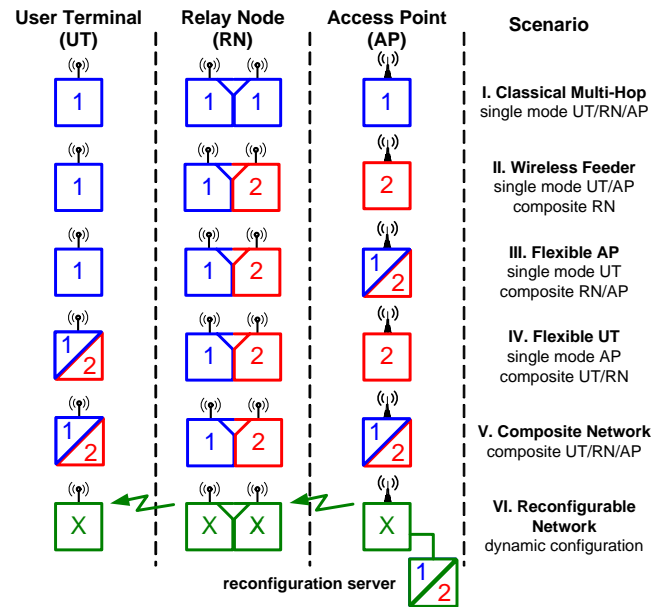 User Terminal
(UT)
Relay Node
(RN)
Access Point
(AP)
Scenario
1
1 1
1
I. Classical Multi-Hop
single mode UT/RN/AP
1
1 2
2
II. Wireless Feeder
single mode UT/AP
composite RN
1
1 2
1 2
III. Flexible AP
single mode UT
composite RN/AP
1 2
1 2
2
IV. Flexible UT
single mode AP
composite UT/RN
1 2
1 2
1 2
V. Composite Network
composite UT/RN/AP
X
X X
X
VI. Reconfigurable
Network
dynamic configuration
reconfiguration server
1 2